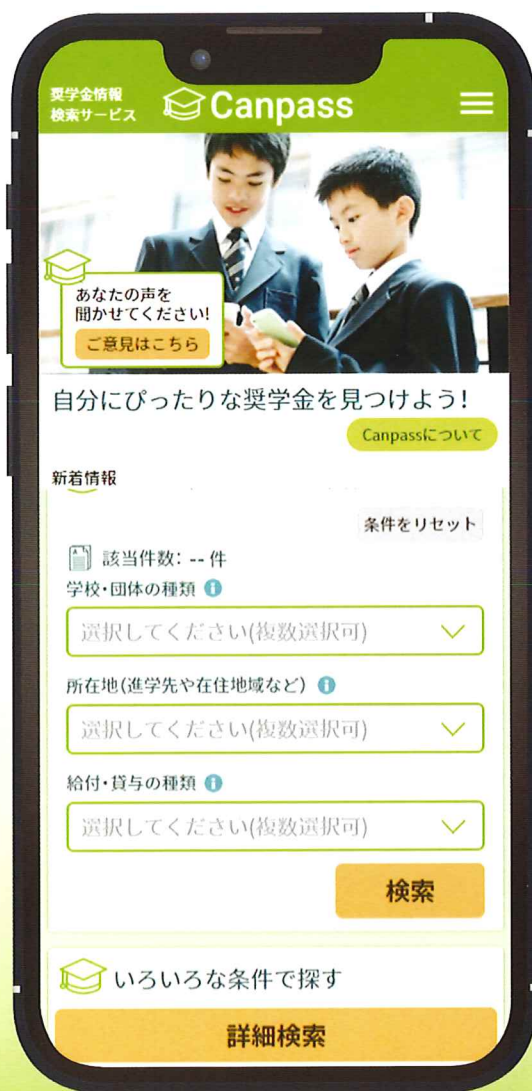 奨学金情報
検索サービス
Canpass
あなたの声を
聞かせてください!
ご意見はこちら
自分にぴったりな奨学金を見つけよう!
Canpassについて
新着情報
条件をリセット
該当件数: -- 件
学校・団体の種類
選択してください(複数選択可)
所在地(進学先や在住地域など)
選択してください(複数選択可)
給付・貸与の種類
選択してください(複数選択可)
検索
いろいろな条件で探す
詳細検索